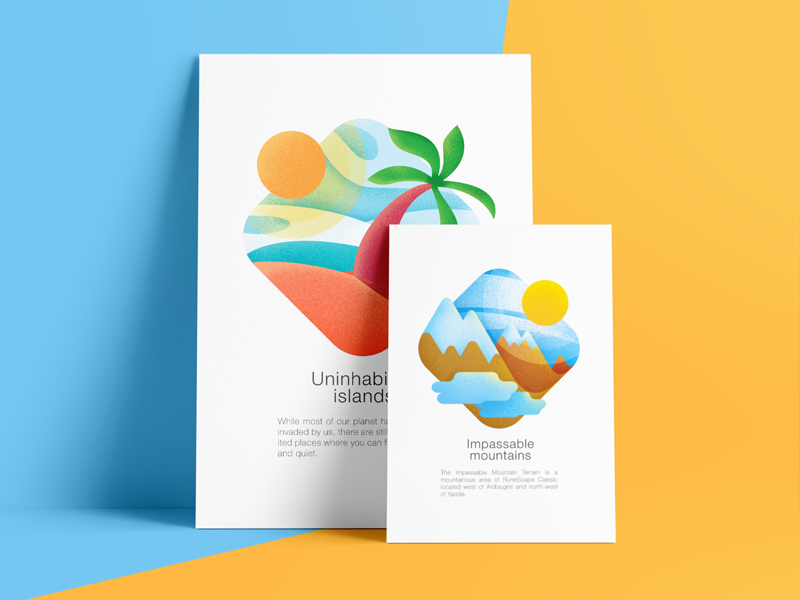 Uninhabi
islands
While most of our planet ha
invaded by us, there are still
ited places where you can f
and quiet.
Impassable
mountains
The Impassable Mountain Terrain is a
mountainous area of RuneScape Classic
located west of Ardougne and north-west
of Yanille.